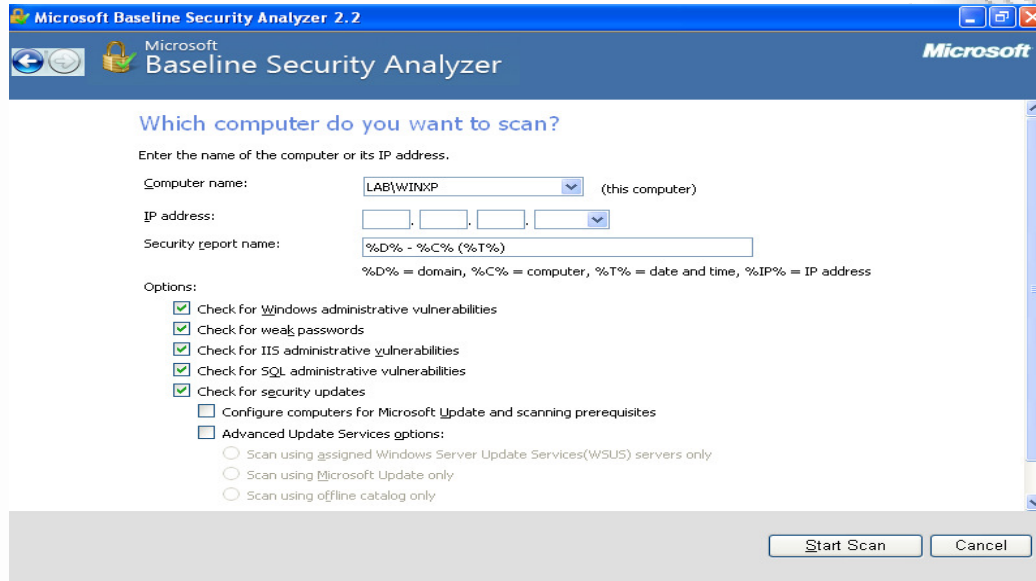 Microsoft Baseline Security Analyzer 2.2
Microsoft
Baseline Security Analyzer
Microsoft
Which computer do you want to scan?
Enter the name of the computer or its IP address.
Computer name: LAB\WINXP (this computer)
IP address: . . .
Security report name: %D% - %C% (%T%)
%D% = domain, %C% = computer, %T% = date and time, %IP% = IP address
Options:
Check for Windows administrative vulnerabilities
Check for weak passwords
Check for IIS administrative vulnerabilities
Check for SQL administrative vulnerabilities
Check for security updates
Configure computers for Microsoft Update and scanning prerequisites
Advanced Update Services options:
Scan using assigned Windows Server Update Services(WSUS) servers only
Scan using Microsoft Update only
Scan using offline catalog only
Start Scan Cancel